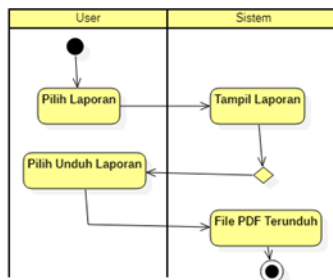 User
Sistem
Pilih Laporan
Tampil Laporan
Pilih Unduh Laporan
File PDF Terunduh